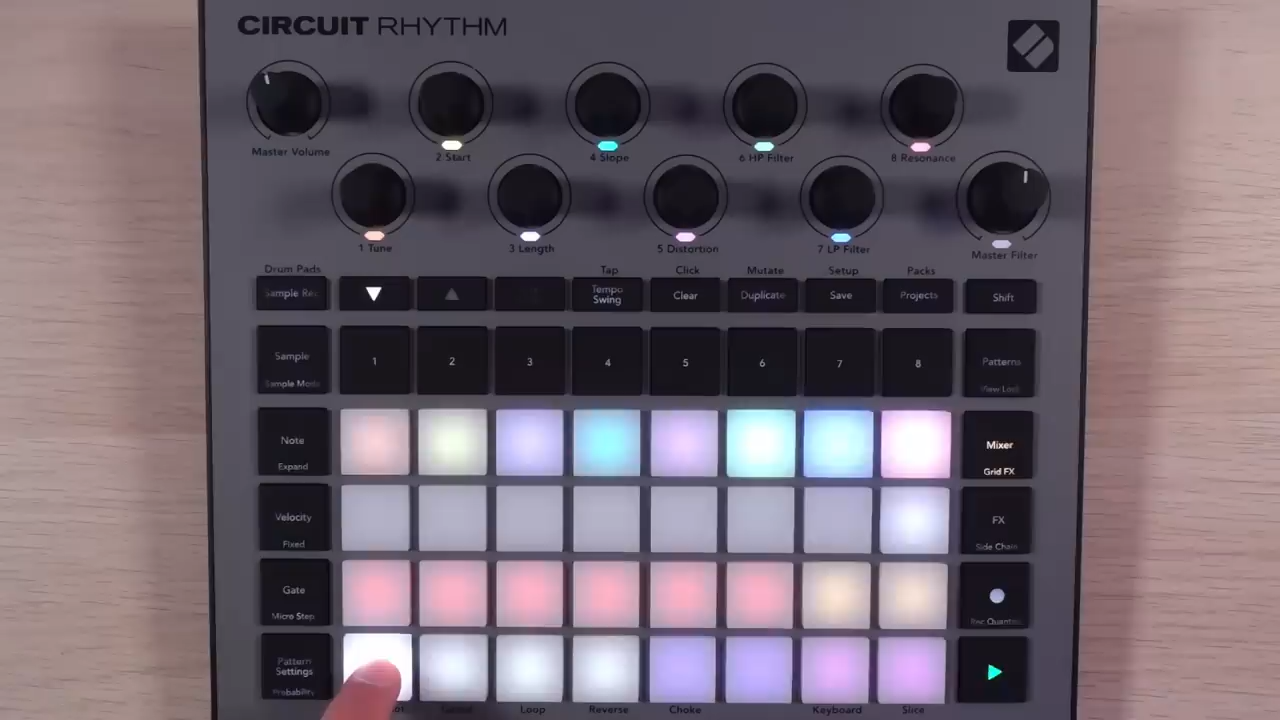 CIRCUIT RHYTHM
Master Volume
2 Start
4 Slope
6 HP Filter
8 Resonance
1 Tune
3 Length
5 Distortion
7 LP Filter
Master Filter
Drum Pads
Tap
Click
Mutate
Setup
Packs
Sample Rec
Tempo
Swing
Clear
Duplicate
Save
Projects
Shift
Sample
Sample Mode
1
2
3
4
5
6
7
8
Patterns
View Lock
Note
Expand
Mixer
Grid FX
Velocity
Fixed
FX
Side Chain
Gate
Micro Step
Rec Quantise
Pattern
Settings
Probability
Loop
Reverse
Choke
Keyboard
Slice